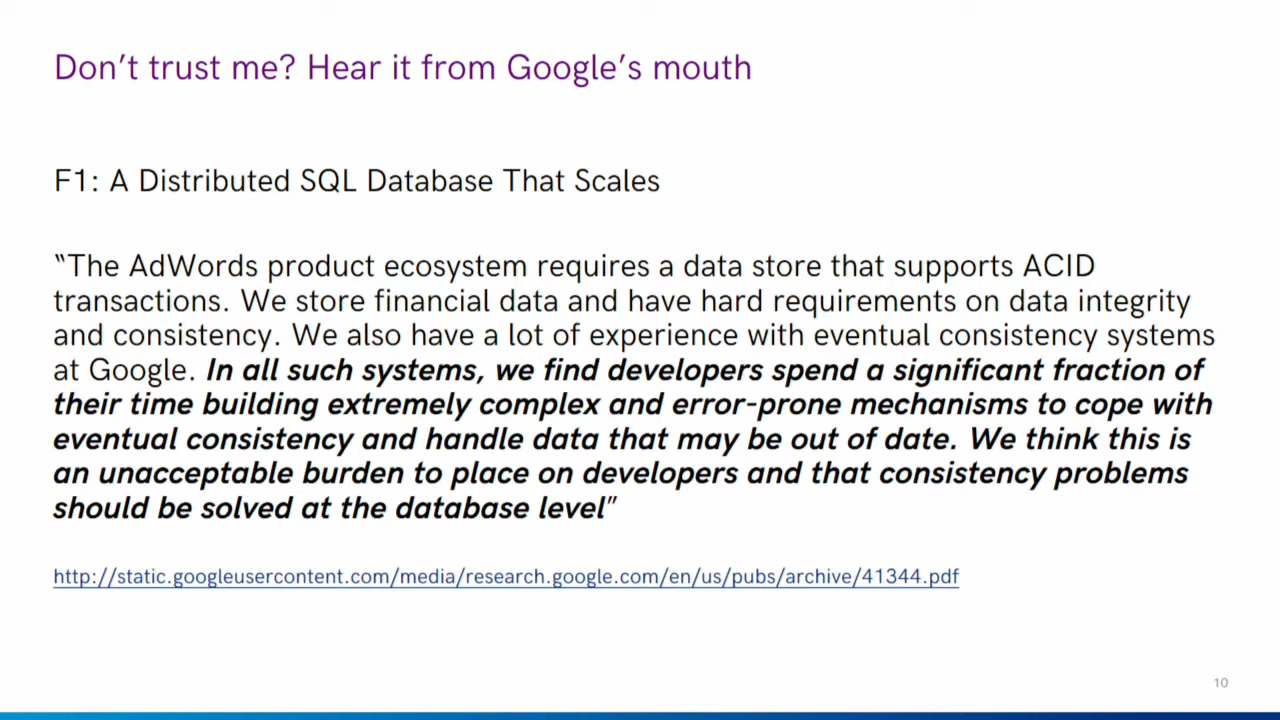 Don’t trust me? Hear it from Google’s mouth
F1: A Distributed SQL Database That Scales
“The AdWords product ecosystem requires a data store that supports ACID
transactions. We store financial data and have hard requirements on data integrity
and consistency. We also have a lot of experience with eventual consistency systems
at Google. In all such systems, we find developers spend a significant fraction of
their time building extremely complex and error-prone mechanisms to cope with
eventual consistency and handle data that may be out of date. We think this is
an unacceptable burden to place on developers and that consistency problems
should be solved at the database level”
http://static.googleusercontent.com/media/research.google.com/en/us/pubs/archive/41344.pdf
10